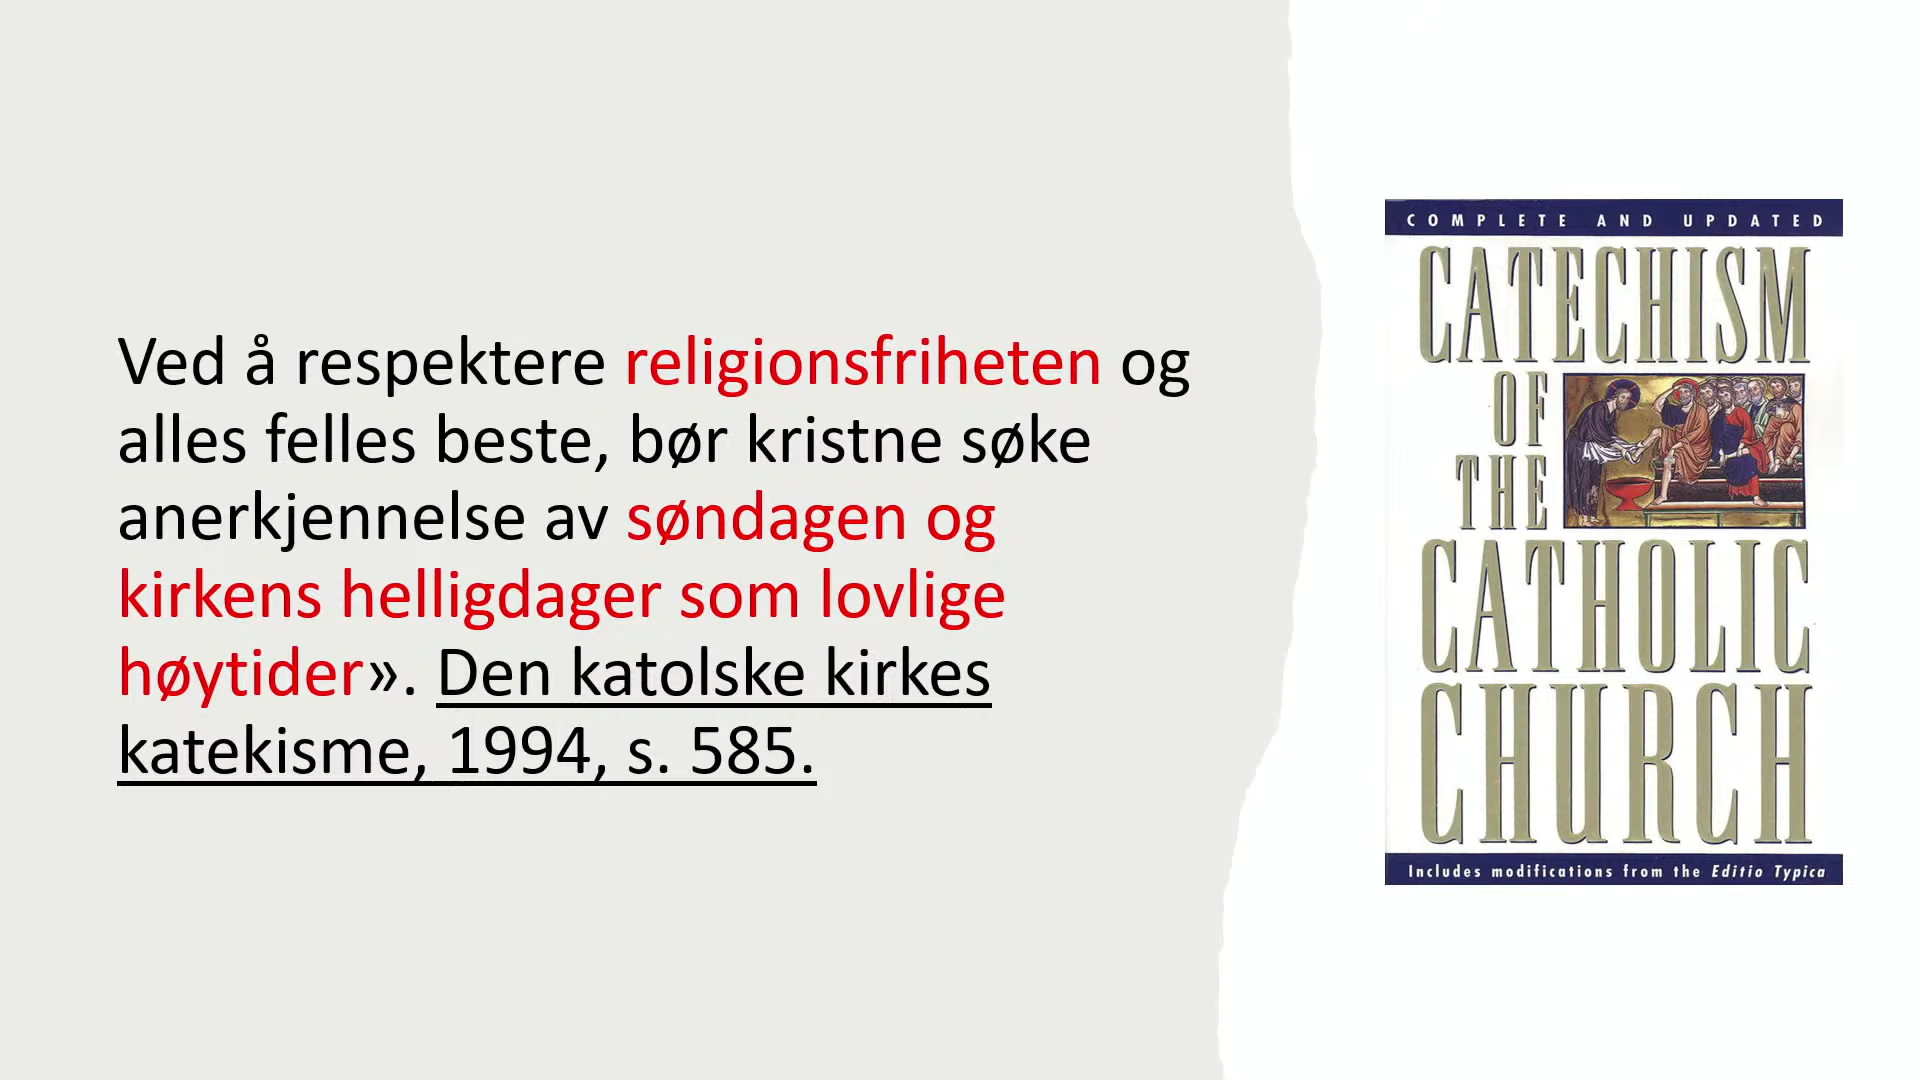 Ved å respektere religionsfriheten og
alles felles beste, bør kristne søke
anerkjennelse av søndagen og
kirkens helligdager som lovlige
høytider». Den katolske kirkes
katekisme, 1994, s. 585.
COMPLETE AND UPDATED
CATECHISM
OF
THE
CATHOLIC
CHURCH
Includes modifications from the Editio Typica